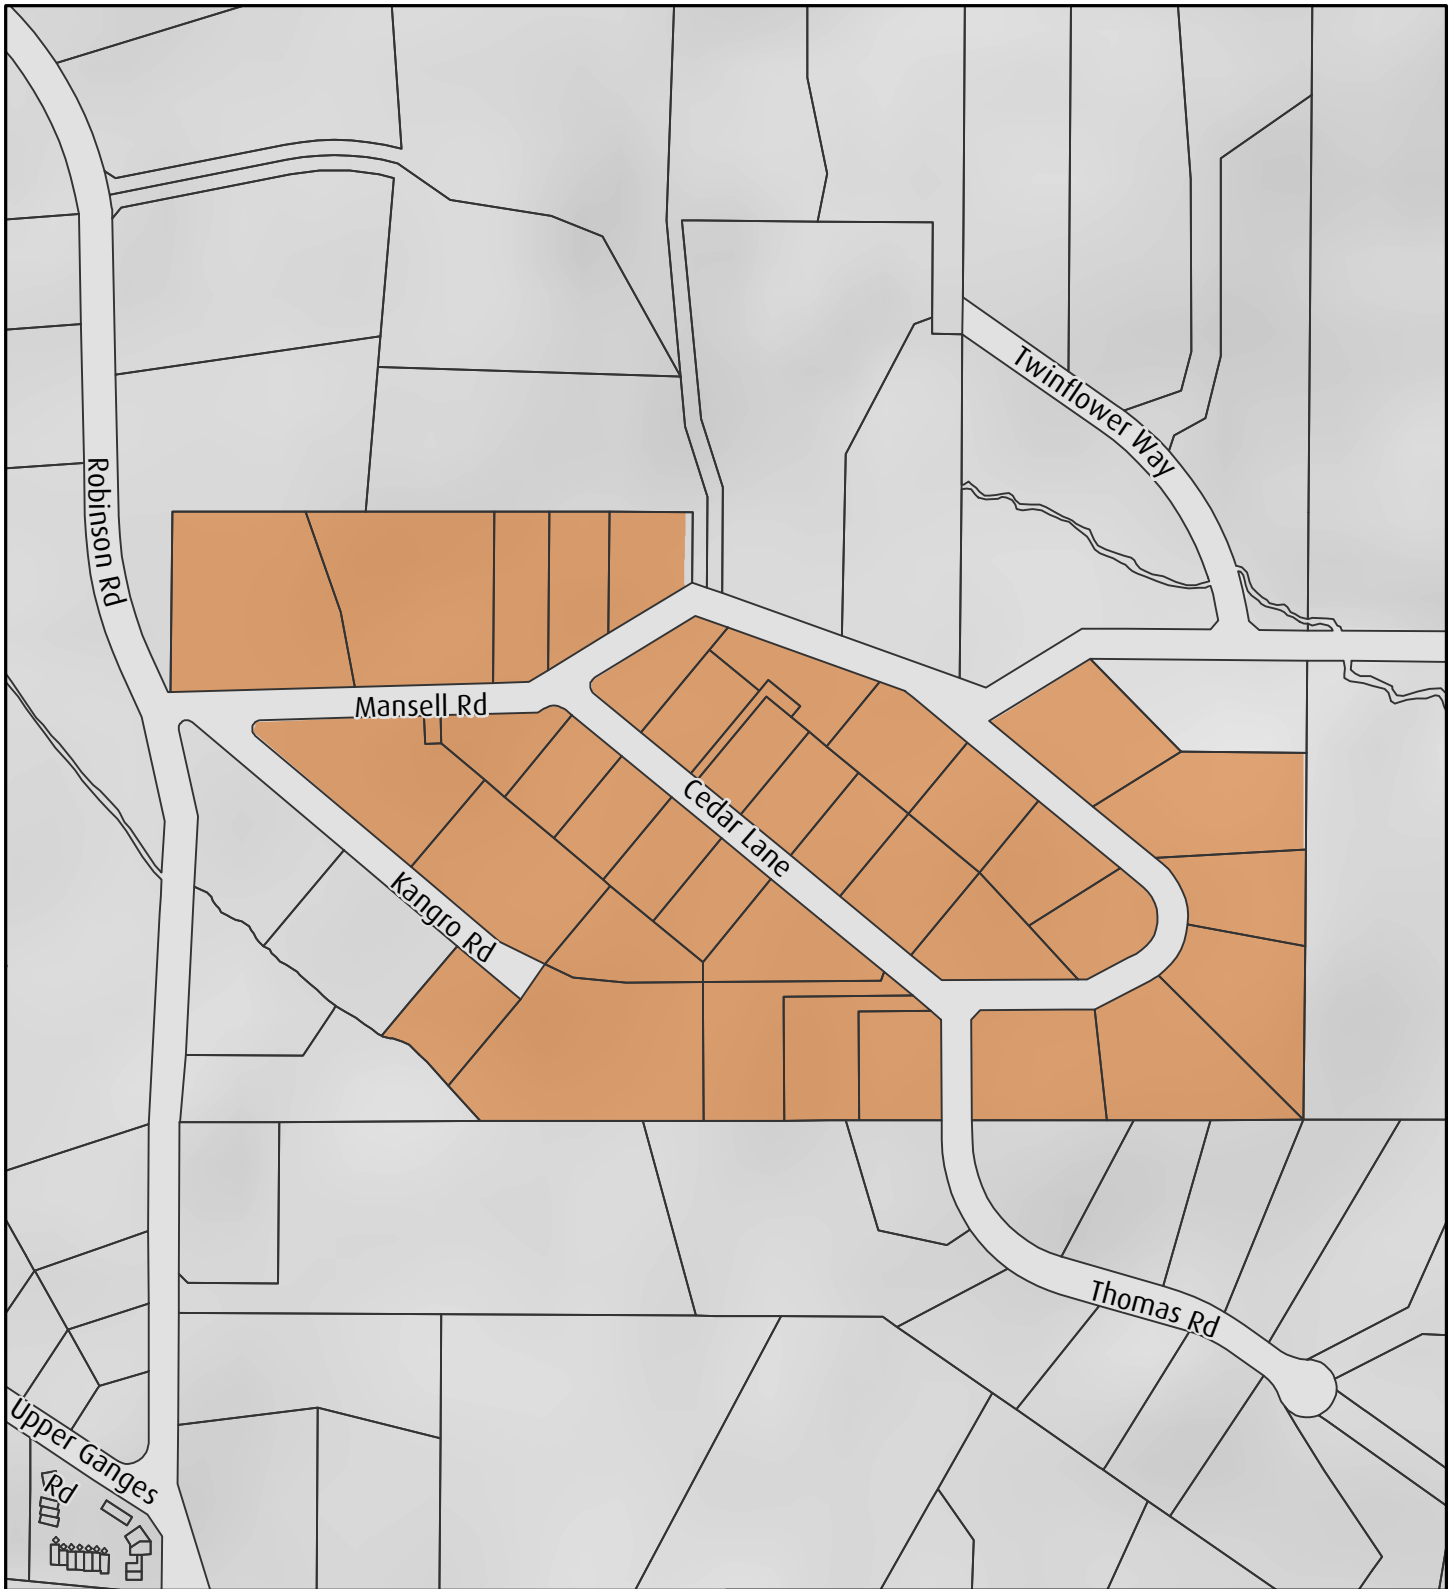 Twinflower Way
Robinson Rd
Mansell Rd
Cedar Lane
Kangro Rd
Thomas Rd
Upper Ganges
Rd